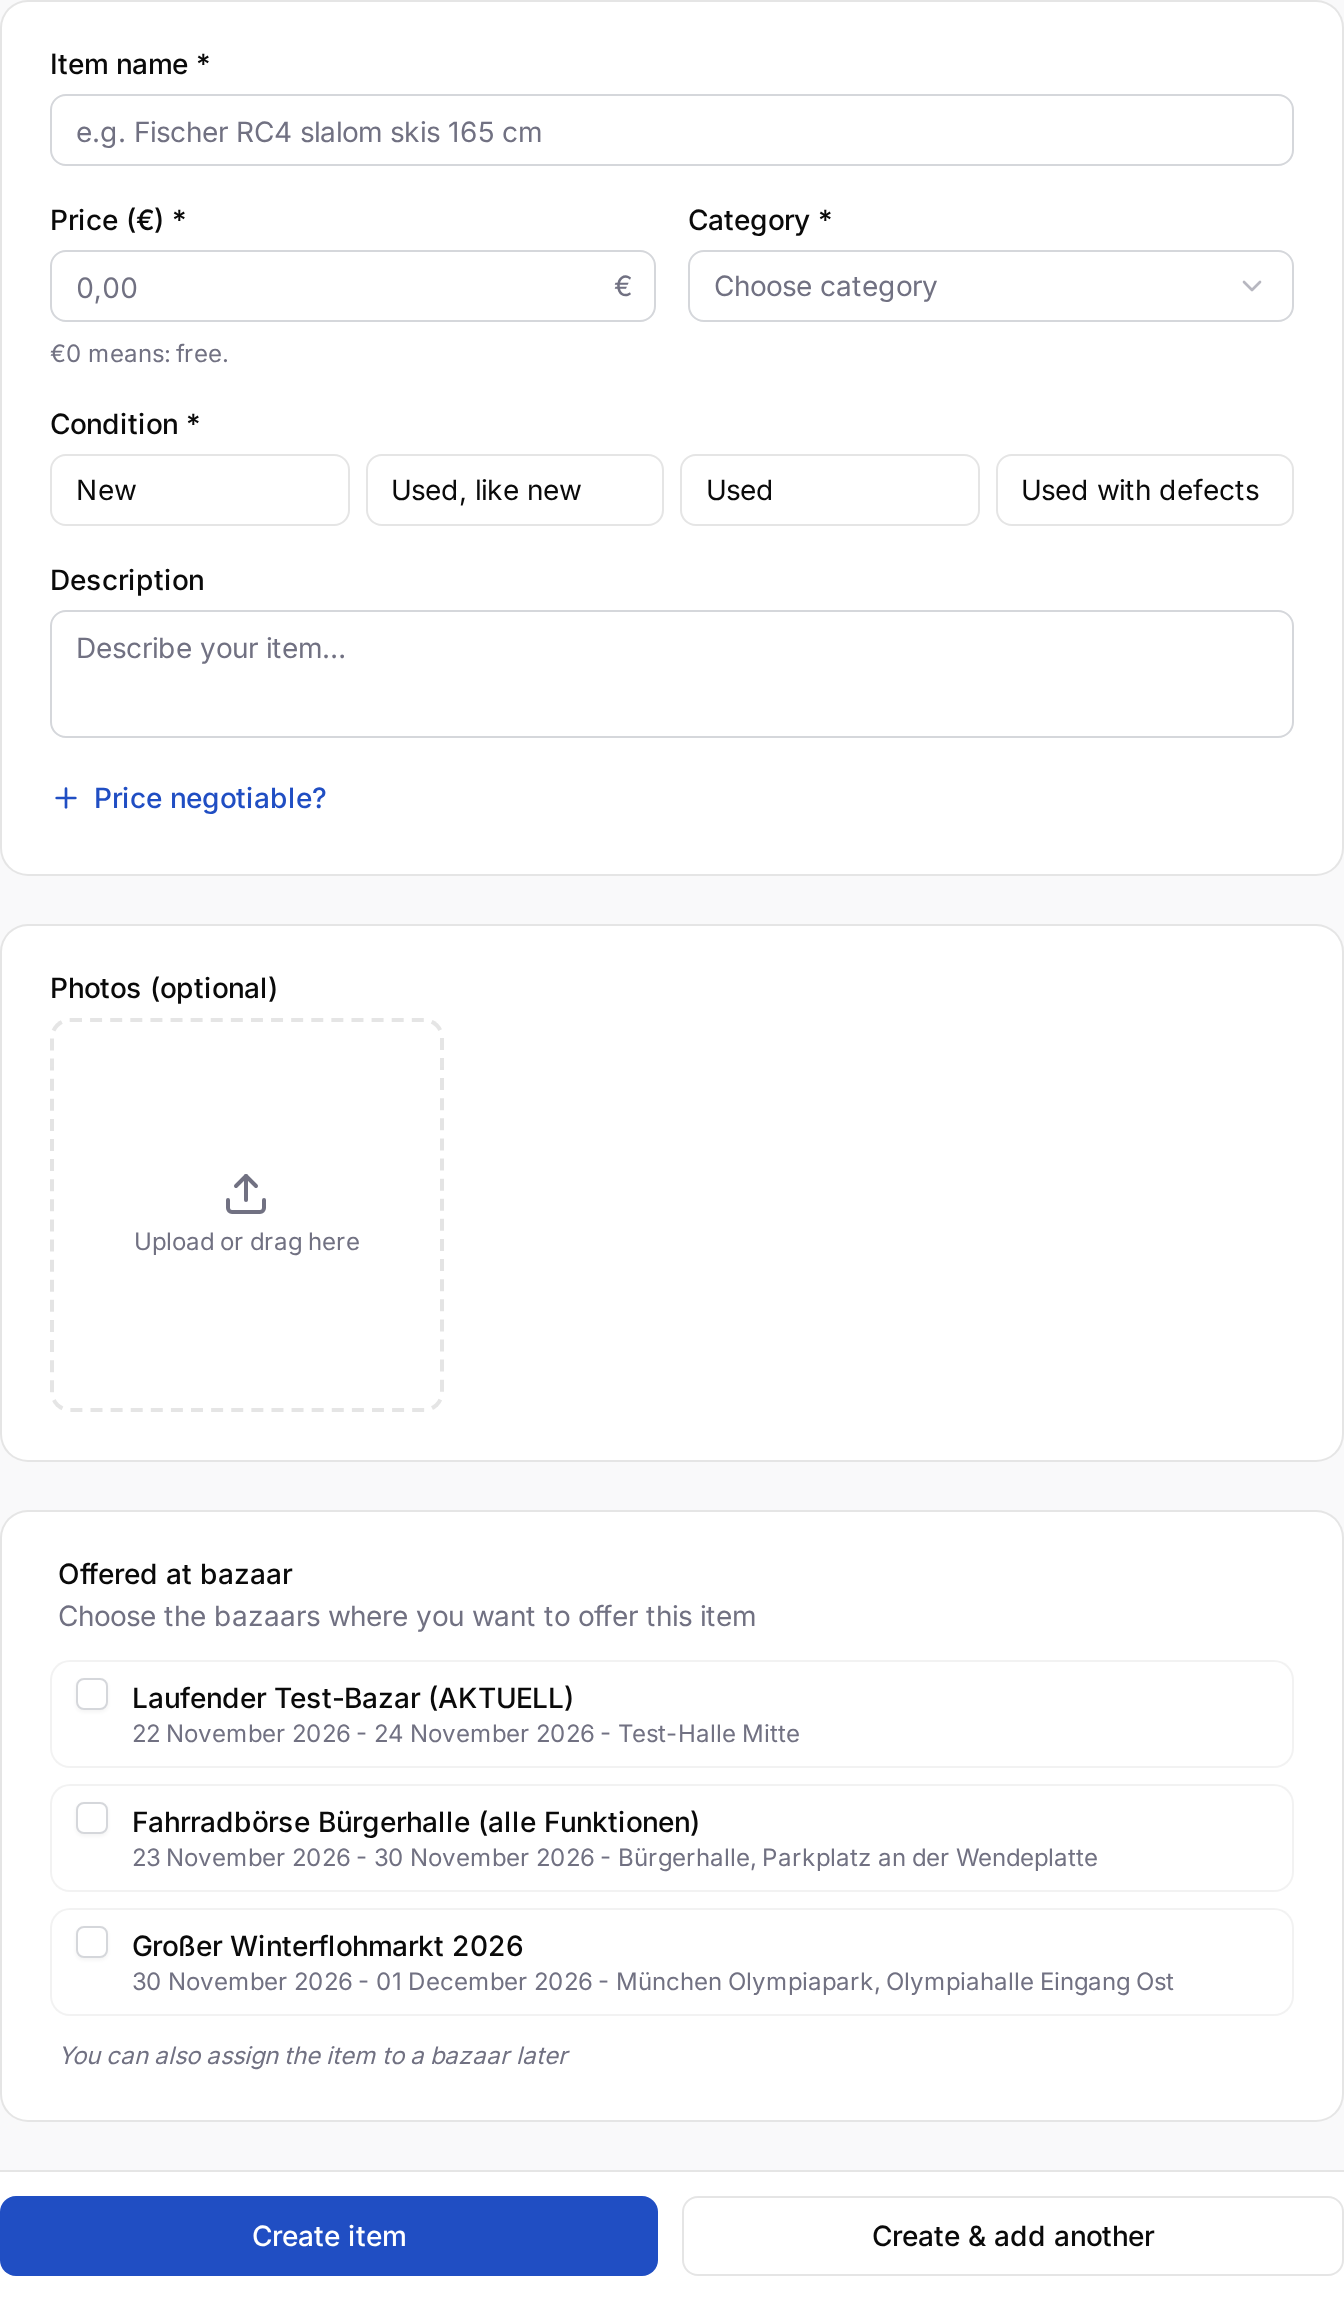 Item name *
e.g. Fischer RC4 slalom skis 165 cm
Price (€) *
Category *
0,00
€
Choose category
€0 means: free.
Condition *
New
Used, like new
Used
Used with defects
Description
Describe your item...
Price negotiable?
Photos (optional)
Upload or drag here
Offered at bazaar
Choose the bazaars where you want to offer this item
Laufender Test-Bazar (AKTUELL)
22 November 2026 - 24 November 2026 - Test-Halle Mitte
Fahrradbörse Bürgerhalle (alle Funktionen)
23 November 2026 - 30 November 2026 - Bürgerhalle, Parkplatz an der Wendeplatte
Großer Winterflohmarkt 2026
30 November 2026 - 01 December 2026 - München Olympiapark, Olympiahalle Eingang Ost
You can also assign the item to a bazaar later
Create item
Create & add another